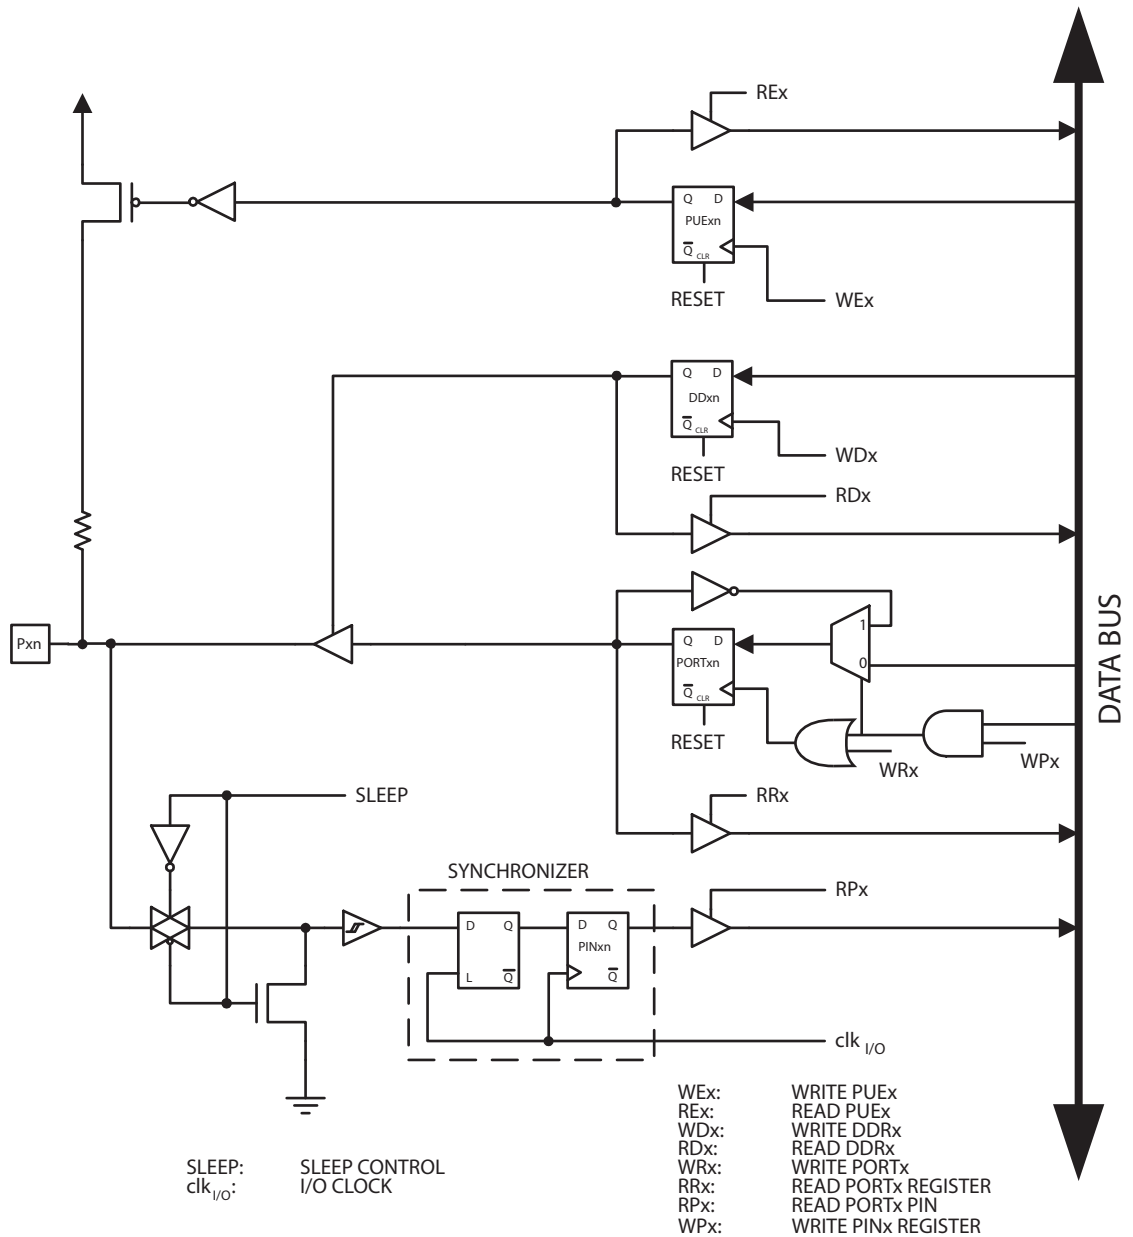 REx
Q D
PUExn
Q CLR
RESET
WEx
Q D
DDxn
Q CLR
RESET
WDx
RDx
1
Pxn
Q D
PORTxn
0
Q CLR
RESET
WRx
WPx
DATA BUS
SLEEP
RRx
SYNCHRONIZER
RPx
D Q
L Q
D Q
PINxn
Q
clk I/O
WEx: WRITE PUEx
REx: READ PUEx
WDx: WRITE DDRx
RDx: READ DDRx
WRx: WRITE PORTx
RRx: READ PORTx REGISTER
RPx: READ PORTx PIN
WPx: WRITE PINx REGISTER
SLEEP: SLEEP CONTROL
clk I/O: I/O CLOCK